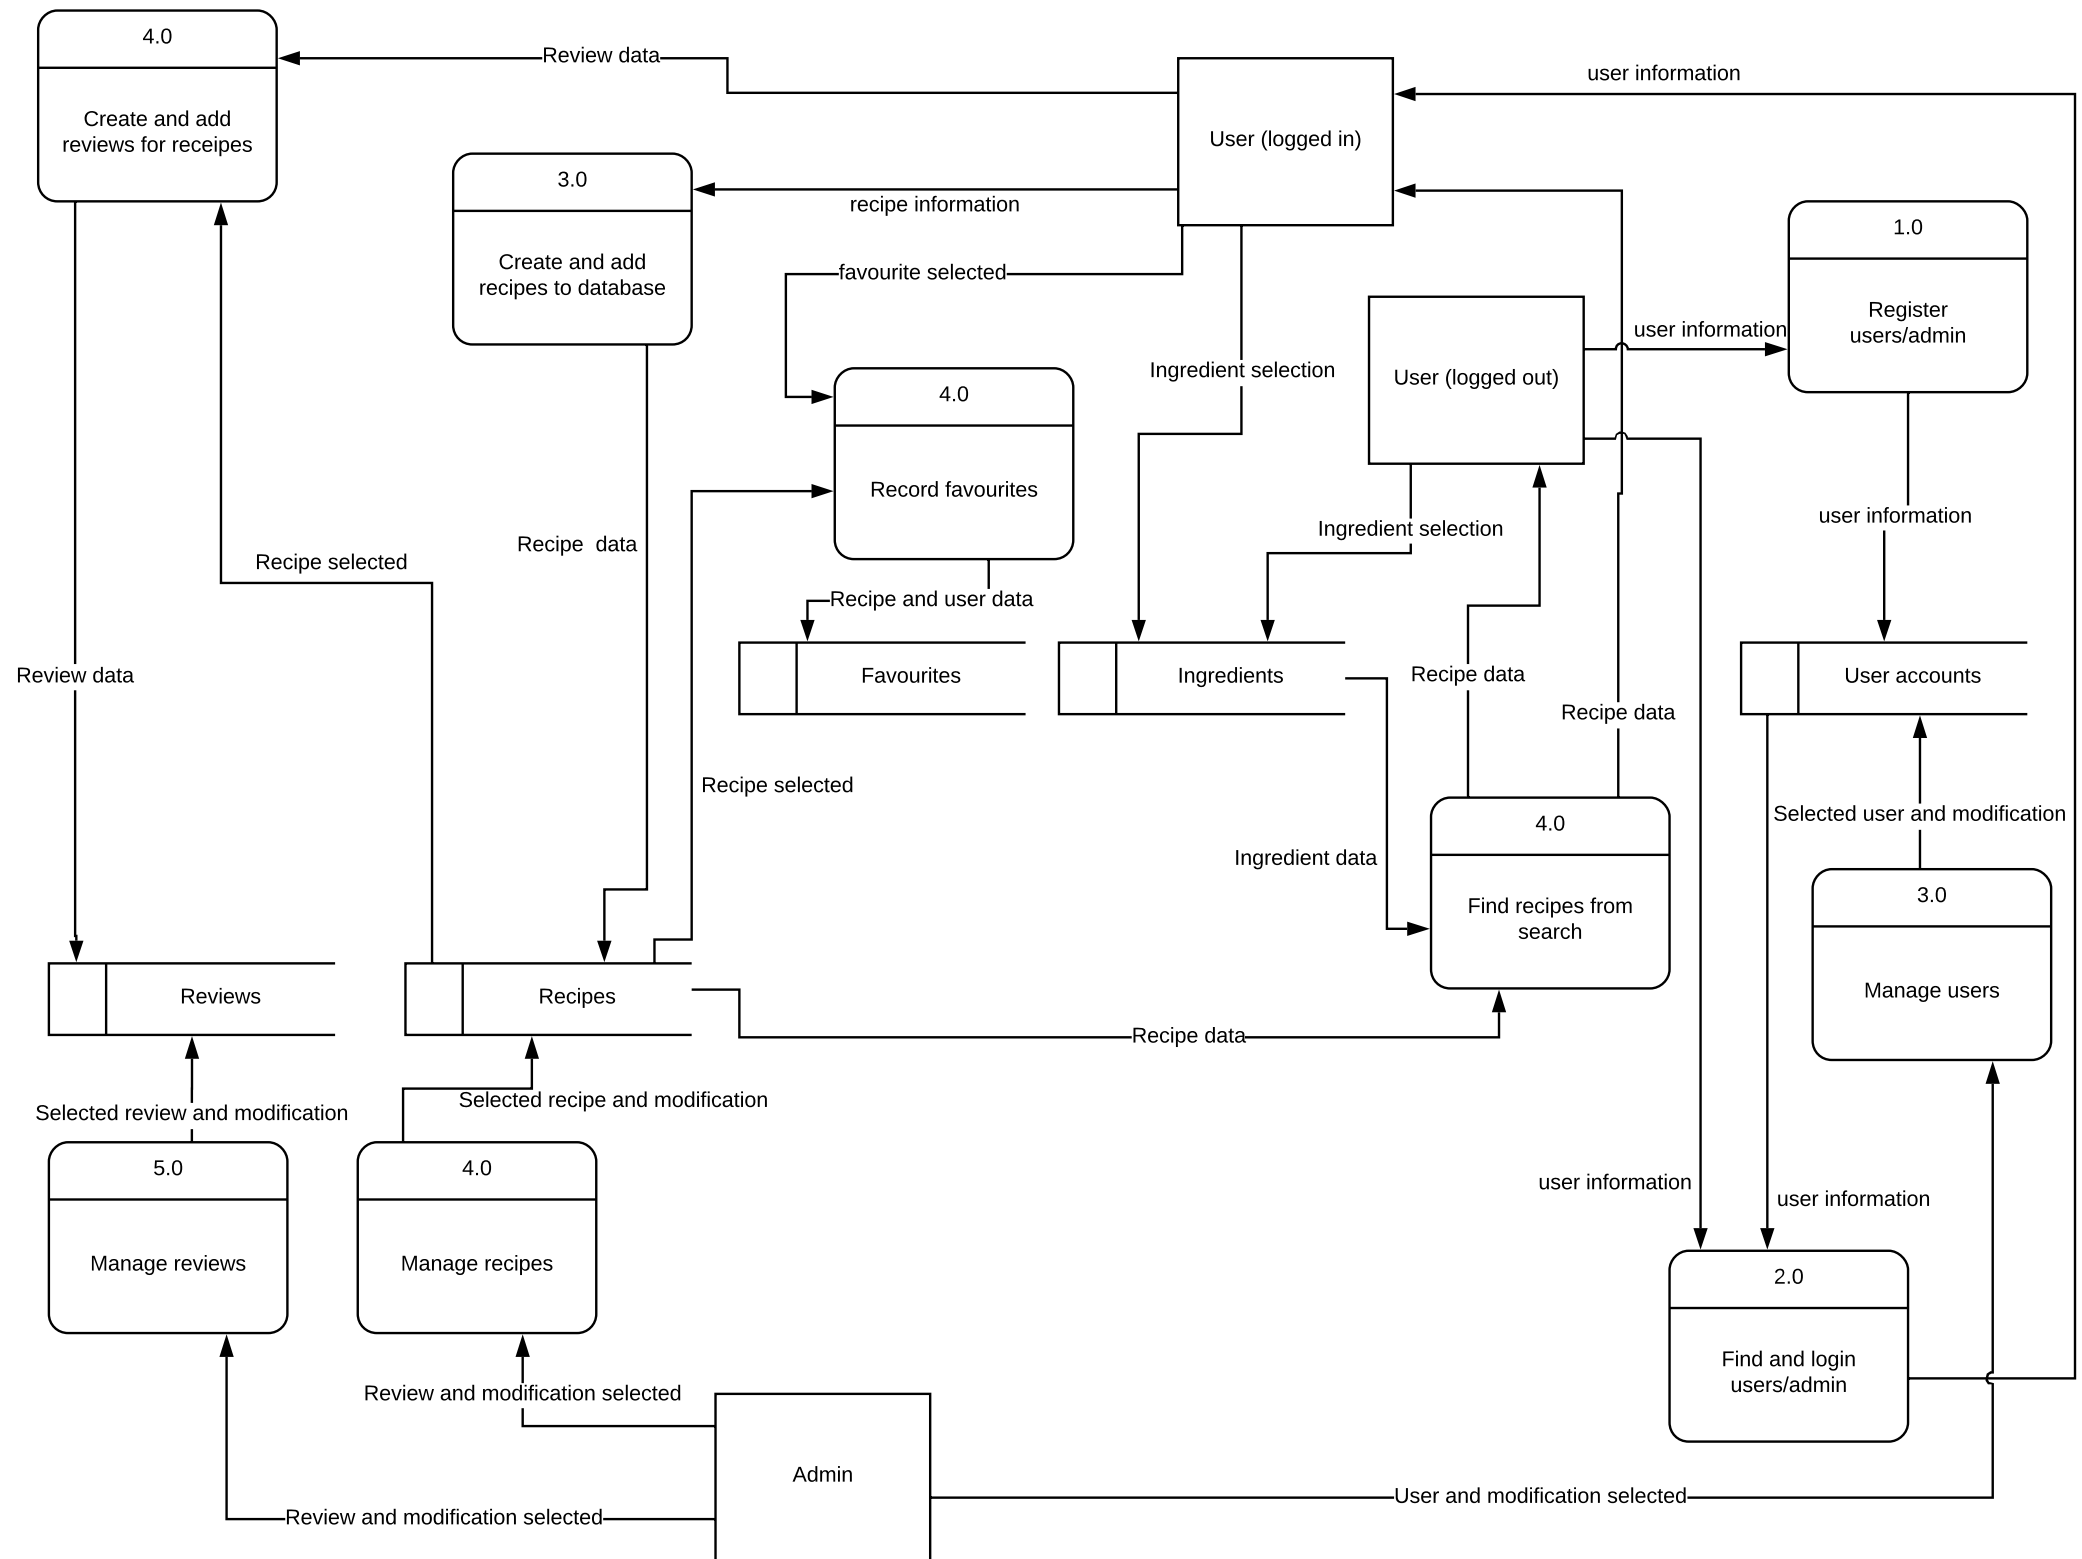 4.0
Create and add
reviews for receipes
Review data
User (logged in)
user information
3.0
Create and add
recipes to database
recipe information
favourite selected
1.0
Register
users/admin
user information
User (logged out)
Ingredient selection
4.0
Record favourites
Ingredient selection
user information
Recipe  data
Recipe selected
Recipe and user data
Review data
Favourites
Ingredients
Recipe data
User accounts
Recipe data
Recipe selected
Selected user and modification
4.0
Find recipes from
search
Ingredient data
3.0
Manage users
Reviews
Recipes
Recipe data
Selected review and modification
Selected recipe and modification
5.0
Manage reviews
4.0
Manage recipes
user information
user information
2.0
Find and login
users/admin
Review and modification selected
Admin
User and modification selected
Review and modification selected